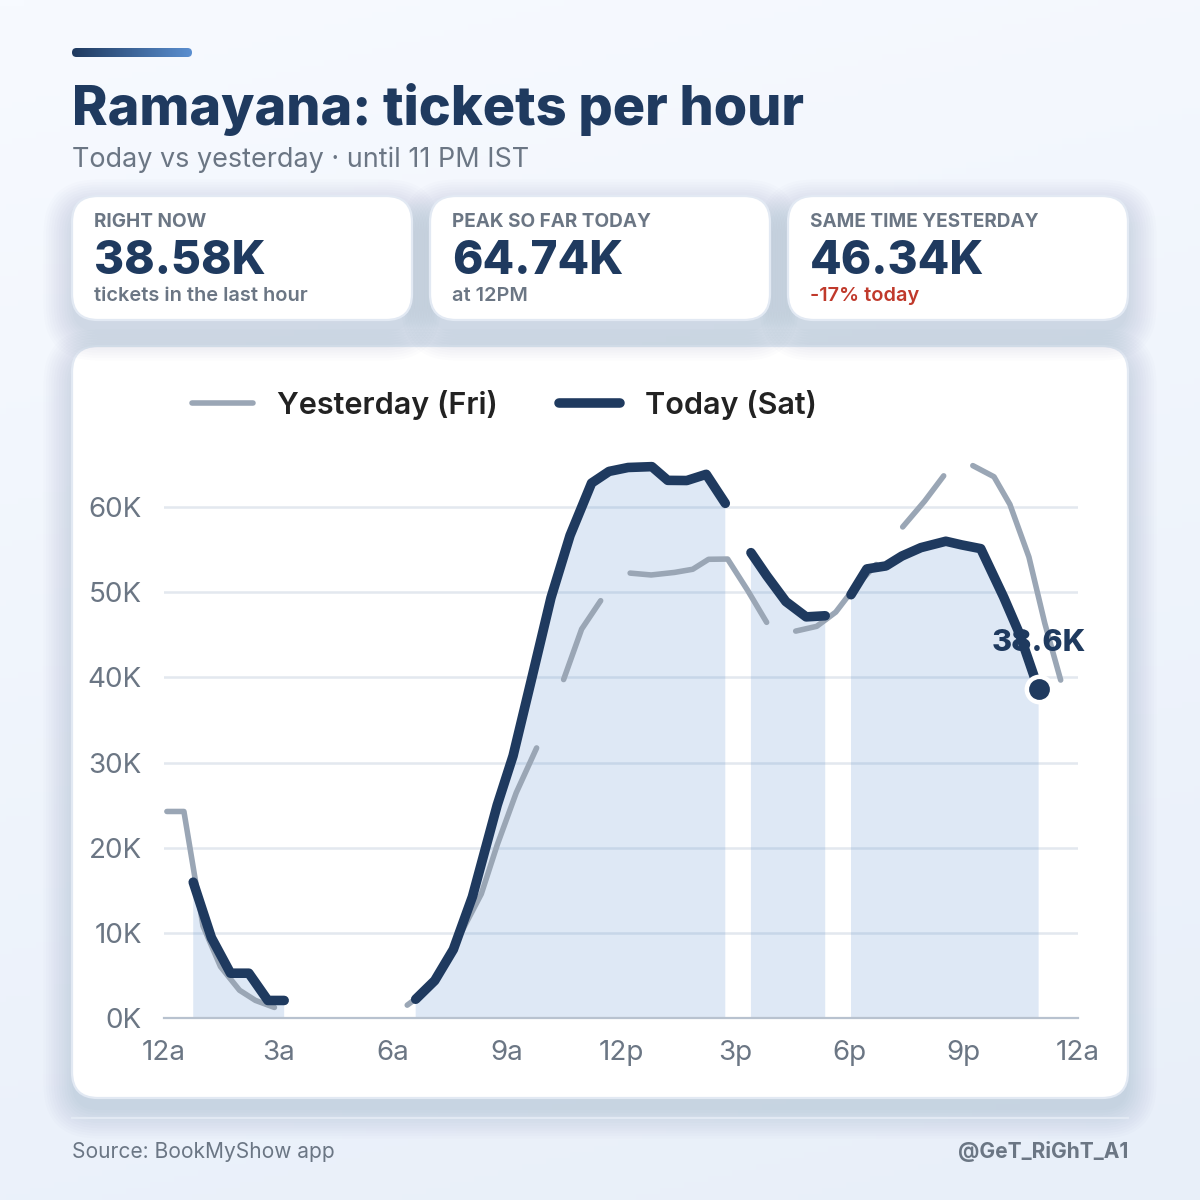 Ramayana: tickets per hour
Today vs yesterday · until 11 PM IST
RIGHT NOW
38.58K
tickets in the last hour
PEAK SO FAR TODAY
64.74K
at 12PM
SAME TIME YESTERDAY
46.34K
-17% today
Yesterday (Fri)
Today (Sat)
60K
50K
40K
30K
20K
10K
0K
38.6K
12a 3a 6a 9a 12p 3p 6p 9p 12a
Source: BookMyShow app
@GeT_RiGhT_A1